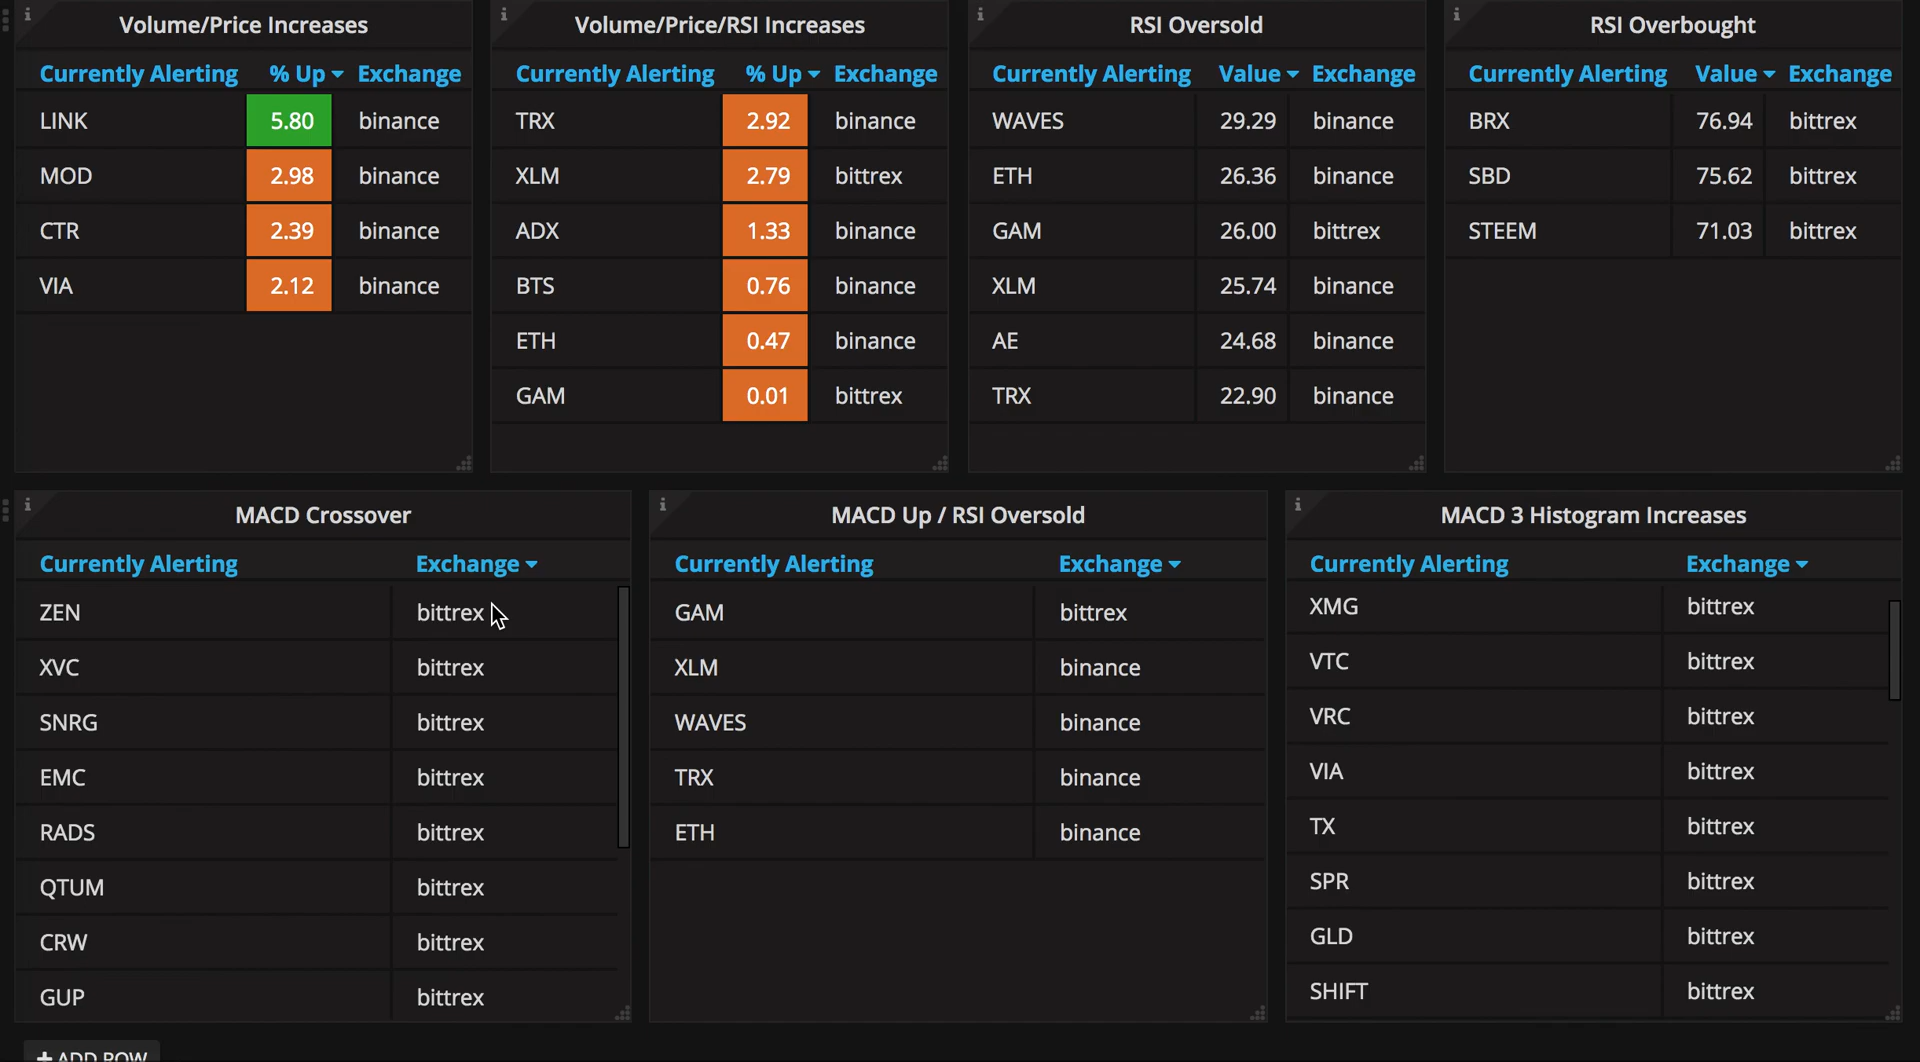 Volume/Price Increases
Currently Alerting % Up Exchange
LINK 5.80 binance
MOD 2.98 binance
CTR 2.39 binance
VIA 2.12 binance
Volume/Price/RSI Increases
Currently Alerting % Up Exchange
TRX 2.92 binance
XLM 2.79 bittrex
ADX 1.33 binance
BTS 0.76 binance
ETH 0.47 binance
GAM 0.01 bittrex
RSI Oversold
Currently Alerting Value Exchange
WAVES 29.29 binance
ETH 26.36 binance
GAM 26.00 bittrex
XLM 25.74 binance
AE 24.68 binance
TRX 22.90 binance
RSI Overbought
Currently Alerting Value Exchange
BRX 76.94 bittrex
SBD 75.62 bittrex
STEEM 71.03 bittrex
MACD Crossover
Currently Alerting Exchange
ZEN bittrex
XVC bittrex
SNRG bittrex
EMC bittrex
RADS bittrex
QTUM bittrex
CRW bittrex
GUP bittrex
MACD Up / RSI Oversold
Currently Alerting Exchange
GAM bittrex
XLM binance
WAVES binance
TRX binance
ETH binance
MACD 3 Histogram Increases
Currently Alerting Exchange
XMG bittrex
VTC bittrex
VRC bittrex
VIA bittrex
TX bittrex
SPR bittrex
GLD bittrex
SHIFT bittrex
+ ADD ROW